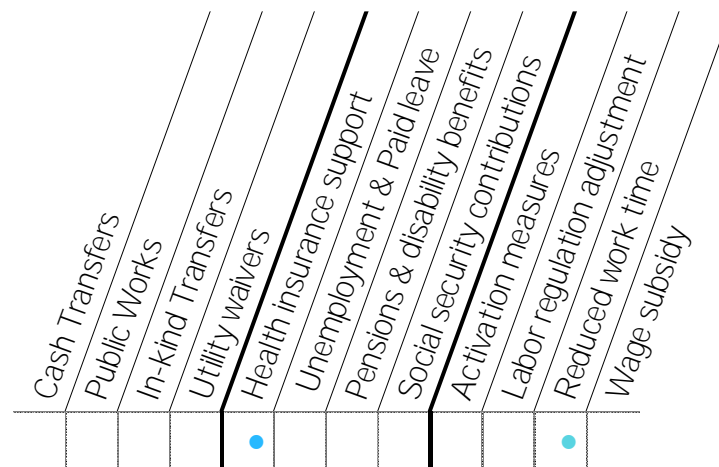 Cash Transfers
Public Works
In-Kind Transfers
Utility waivers
Health insurance support
Unemployment & Paid leave
Pensions & disability benefits
Social security contributions
Activation measures
Labor regulation adjustment
Reduced work time
Wage subsidy